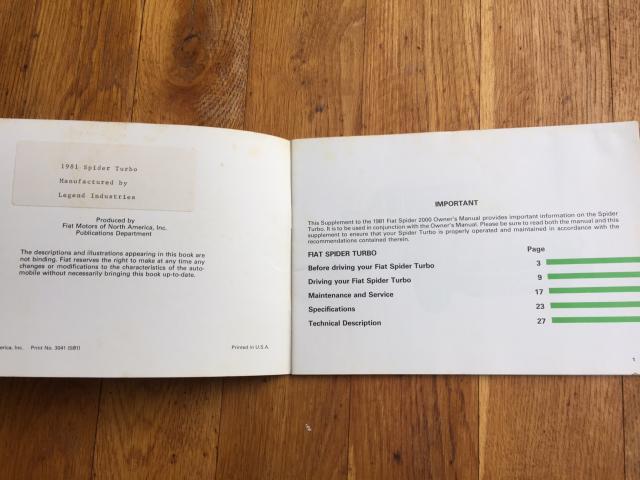 1981 Spider Turbo
Manufactured by
Legend Industries
Produced by
Fiat Motors of North America, Inc.
Publications Department
The descriptions and illustrations appearing in this book are
not binding. Fiat reserves the right to make at any time any
changes or modifications to the characteristics of the auto-
mobile without necessarily bringing this book up-to-date.
erica, Inc. Print No. 3041 (5/81) Printed in U.S.A.
IMPORTANT
This Supplement to the 1981 Fiat Spider 2000 Owner's Manual provides important information on the Spider
Turbo. It is to be used in conjunction with the Owner's Manual. Please be sure to read both the manual and this
supplement to ensure that your Spider Turbo is properly operated and maintained in accordance with the
recommendations contained therein.
FIAT SPIDER TURBO Page
Before driving your Fiat Spider Turbo 3
Driving your Fiat Spider Turbo 9
Maintenance and Service 17
Specifications 23
Technical Description 27
1